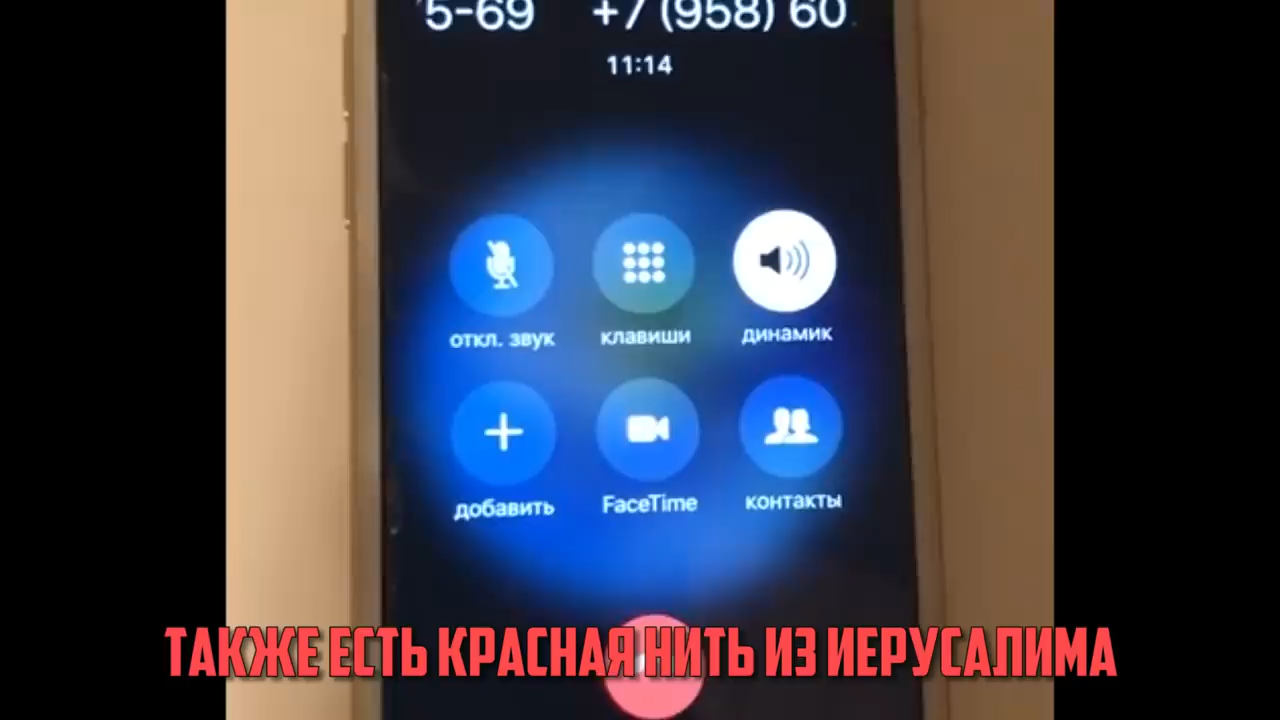 5-69 +7 (958) 60
11:14
откл. звук клавиши динамик
добавить FaceTime контакты
ТАКЖЕ ЕСТЬ КРАСНАЯ НИТЬ ИЗ ИЕРУСАЛИМА